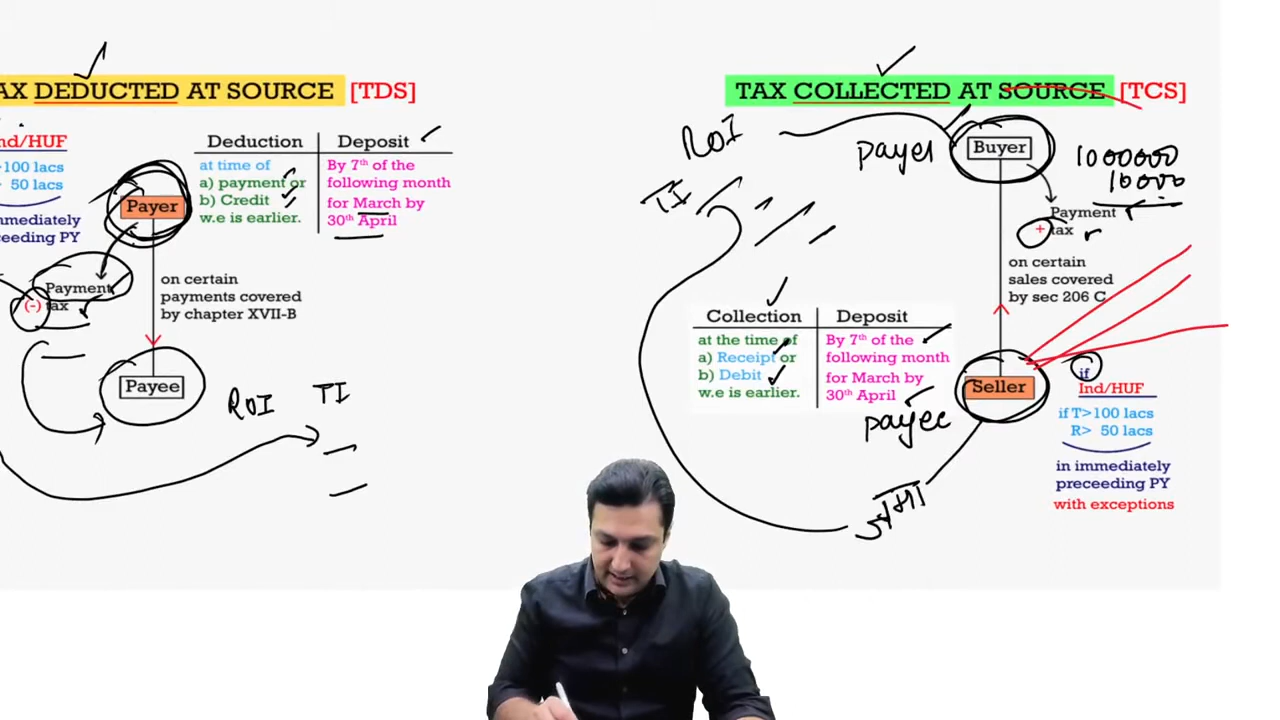 AX DEDUCTED AT SOURCE [TDS]
nd/HUF
>100 lacs
> 50 lacs
mmediately
ceeding PY
Deduction
Deposit
at time of
a) payment or
b) Credit
w.e is earlier.
By 7th of the
following month
for March by
30th April
Payer
Payment
(-) tax
on certain
payments covered
by chapter XVII-B
Payee
ROI
TI
TAX COLLECTED AT SOURCE [TCS]
ROI
TI
payer
Buyer
1000000
10000
Payment
+ tax
on certain
sales covered
by sec 206 C
Collection
Deposit
at the time of
a) Receipt or
b) Debit
w.e is earlier.
By 7th of the
following month
for March by
30th April
Seller
payee
if
Ind/HUF
if T>100 lacs
R> 50 lacs
in immediately
preceeding PY
with exceptions